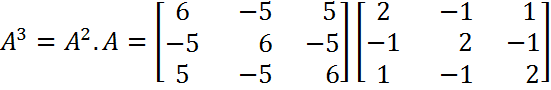 A³ = A².A = [6 −5 5; −5 6 −5; 5 −5 6] [2 −1 1; −1 2 −1; 1 −1 2]